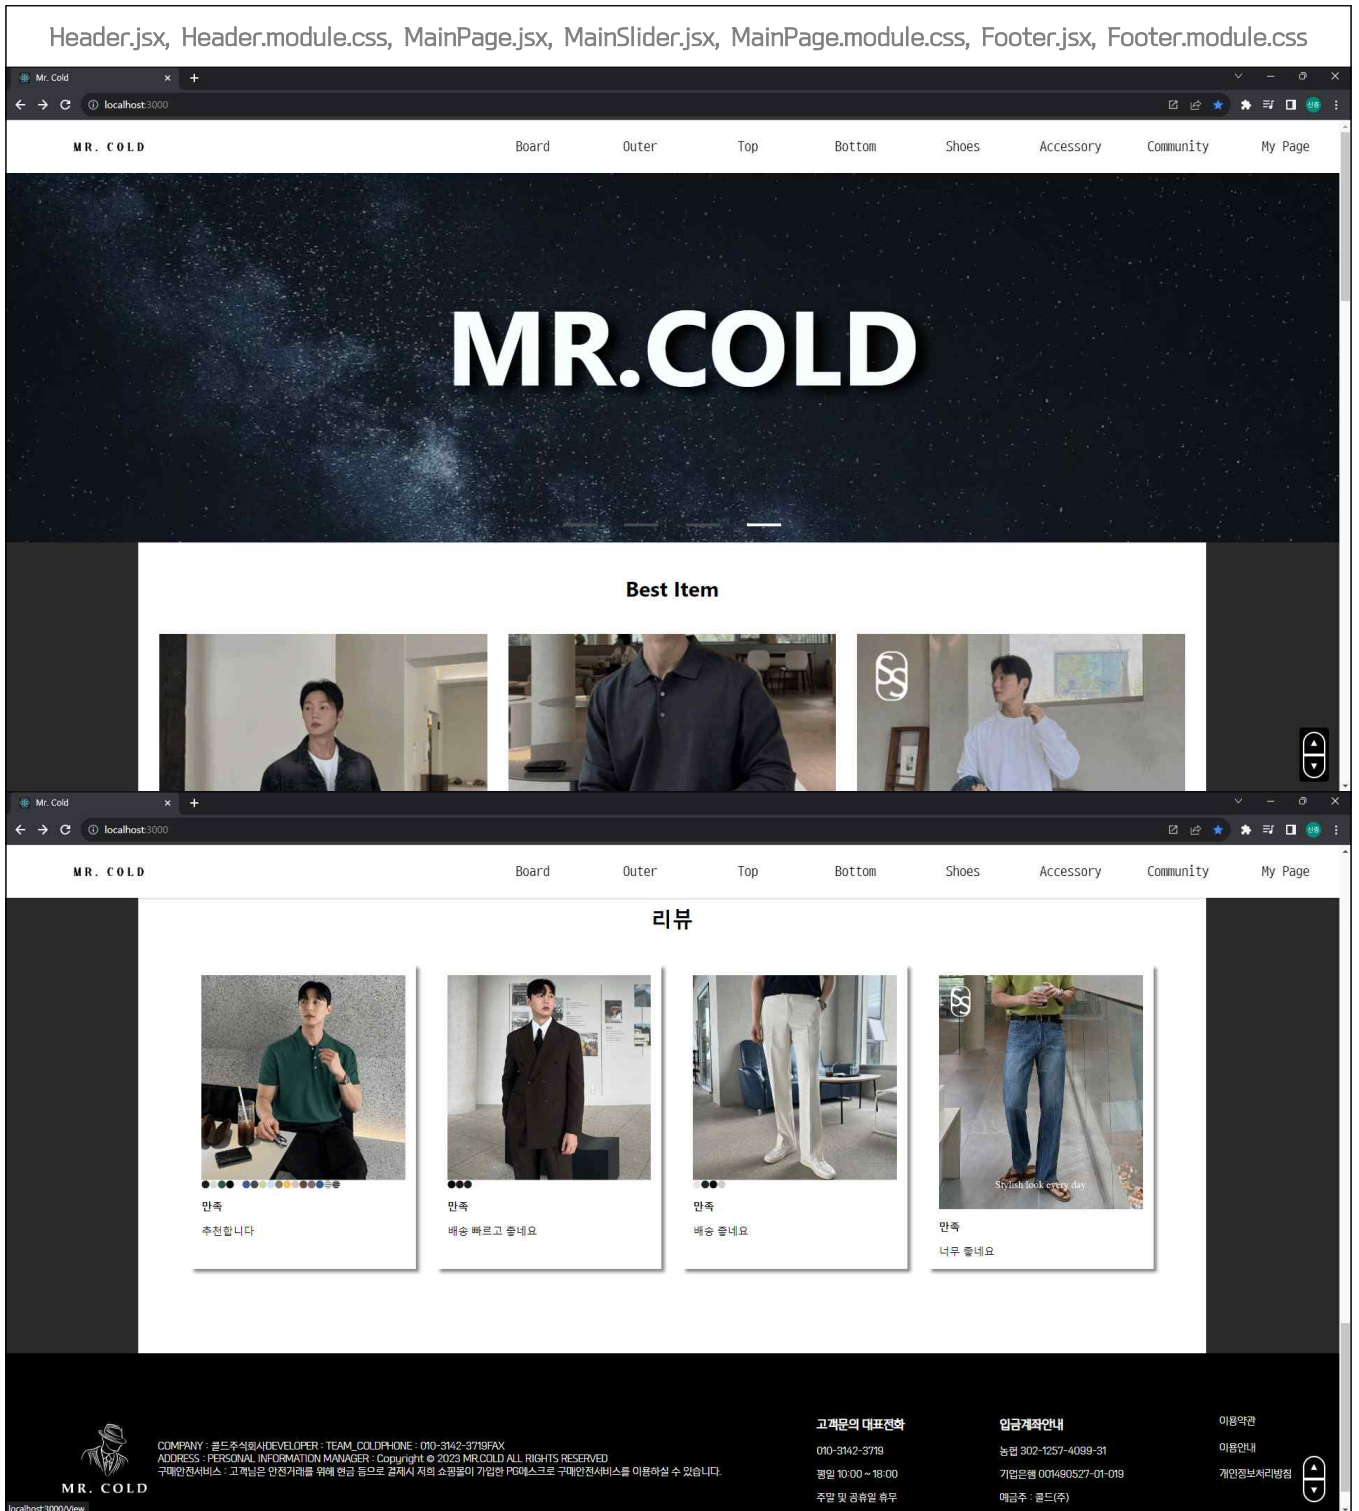 Header.jsx, Header.module.css, MainPage.jsx, MainSlider.jsx, MainPage.module.css, Footer.jsx, Footer.module.css
Mr. Cold
localhost:3000
신종
MR. COLD Board Outer Top Bottom Shoes Accessory Community My Page
MR.COLD
Best Item
SS
Mr. Cold
localhost:3000
신종
MR. COLD Board Outer Top Bottom Shoes Accessory Community My Page
리뷰
SS
Stylish look every day
만족
추천합니다
만족
배송 빠르고 좋네요
만족
배송 좋네요
만족
너무 좋네요
MR. COLD
COMPANY : 콜드주식회사DEVELOPER : TEAM_COLDPHONE : 010-3142-3719FAX
ADDRESS : PERSONAL INFORMATION MANAGER : Copyright © 2023 MR.COLD ALL RIGHTS RESERVED
구매안전서비스 : 고객님은 안전거래를 위해 현금 등으로 결제시 저희 쇼핑몰이 가입한 PG에스크로 구매안전서비스를 이용하실 수 있습니다.
고객문의 대표전화
010-3142-3719
평일 10:00 ~ 18:00
주말 및 공휴일 휴무
입금계좌안내
농협 302-1257-4099-31
기업은행 001490527-01-019
예금주 : 콜드(주)
이용약관
이용안내
개인정보처리방침
localhost:3000/View